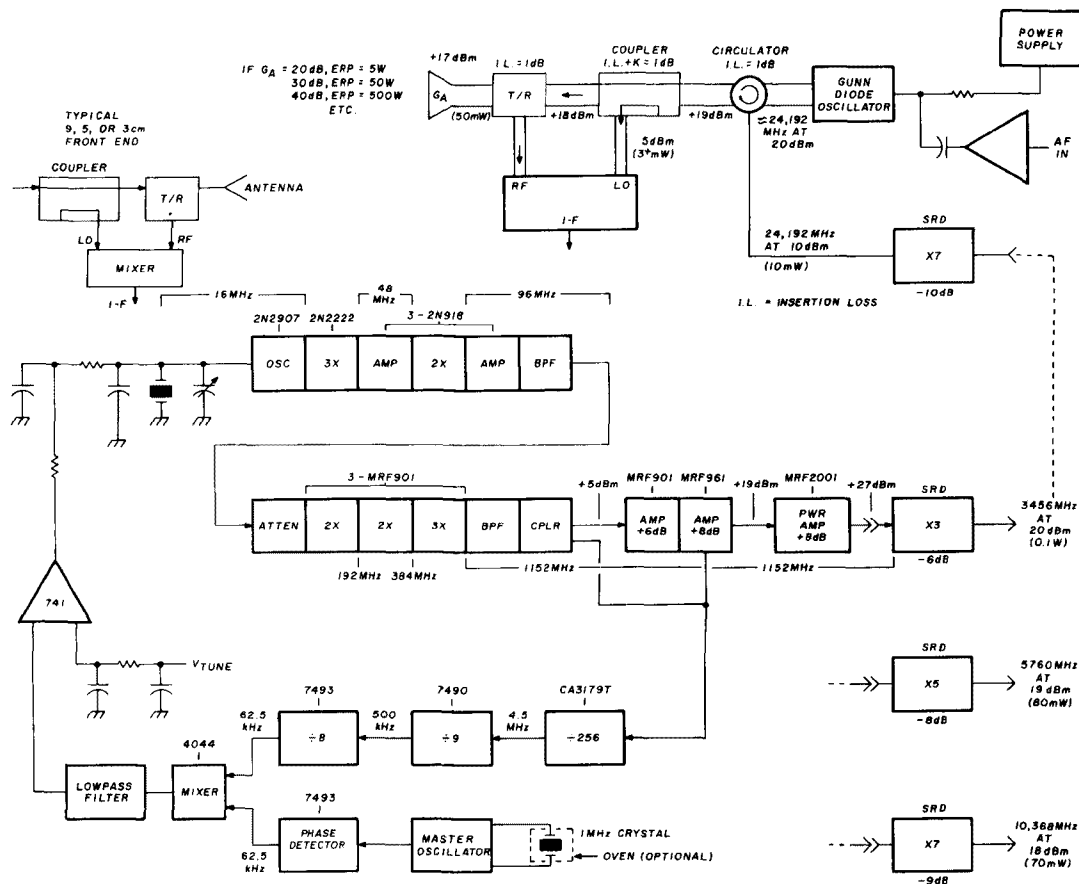 POWER
SUPPLY
+17dBm
COUPLER
CIRCULATOR
I.L.=1dB
I.L.+K=1dB
I.L.=1dB
IF GA = 20dB, ERP = 5W
30dB, ERP = 50W
40dB, ERP = 500W
ETC.
GA
T/R
GUNN
DIODE
OSCILLATOR
(50mW)
+18dBm
+19dBm
≈24,192
MHz AT
20dBm
5dBm
(3+mW)
AF
IN
TYPICAL
9, 5, OR 3cm
FRONT END
COUPLER
T/R
ANTENNA
RF
LO
I-F
LO
RF
MIXER
I-F
24,192MHz
AT 10dBm
(10mW)
SRD
X7
-10dB
I.L. = INSERTION LOSS
16MHz
48
MHz
96MHz
2N2907
2N2222
3-2N918
OSC
3X
AMP
2X
AMP
BPF
3-MRF901
+5dBm
MRF901
MRF961
+19dBm
MRF2001
+27dBm
SRD
ATTEN
2X
2X
3X
BPF
CPLR
AMP
+6dB
AMP
+8dB
PWR
AMP
+8dB
X3
3456MHz
AT
20dBm
(0.1W)
192MHz
384MHz
1152MHz
1152MHz
-6dB
741
VTUNE
SRD
X5
5760MHz
AT
19dBm
(80mW)
-8dB
7493
7490
CA3179T
62.5
kHz
÷8
500
kHz
÷9
4.5
MHz
÷256
4044
LOWPASS
FILTER
MIXER
7493
PHASE
DETECTOR
MASTER
OSCILLATOR
1MHz CRYSTAL
OVEN (OPTIONAL)
62.5
kHz
SRD
X7
10,368MHz
AT
18dBm
(70mW)
-9dB